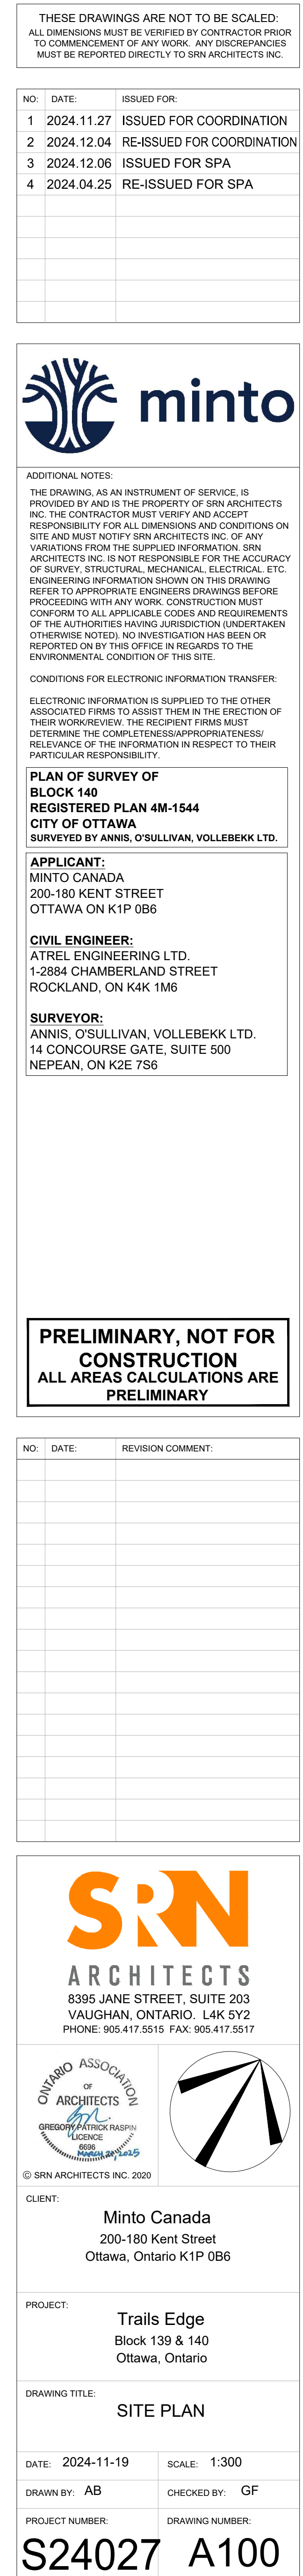 THESE DRAWINGS ARE NOT TO BE SCALED:
ALL DIMENSIONS MUST BE VERIFIED BY CONTRACTOR PRIOR
TO COMMENCEMENT OF ANY WORK. ANY DISCREPANCIES
MUST BE REPORTED DIRECTLY TO SRN ARCHITECTS INC.
NO: DATE: ISSUED FOR:
1 2024.11.27 ISSUED FOR COORDINATION
2 2024.12.04 RE-ISSUED FOR COORDINATION
3 2024.12.06 ISSUED FOR SPA
4 2024.04.25 RE-ISSUED FOR SPA
minto
ADDITIONAL NOTES:
THE DRAWING, AS AN INSTRUMENT OF SERVICE, IS
PROVIDED BY AND IS THE PROPERTY OF SRN ARCHITECTS
INC. THE CONTRACTOR MUST VERIFY AND ACCEPT
RESPONSIBILITY FOR ALL DIMENSIONS AND CONDITIONS ON
SITE AND MUST NOTIFY SRN ARCHITECTS INC. OF ANY
VARIATIONS FROM THE SUPPLIED INFORMATION. SRN
ARCHITECTS INC. IS NOT RESPONSIBLE FOR THE ACCURACY
OF SURVEY, STRUCTURAL, MECHANICAL, ELECTRICAL. ETC.
ENGINEERING INFORMATION SHOWN ON THIS DRAWING
REFER TO APPROPRIATE ENGINEERS DRAWINGS BEFORE
PROCEEDING WITH ANY WORK. CONSTRUCTION MUST
CONFORM TO ALL APPLICABLE CODES AND REQUIREMENTS
OF THE AUTHORITIES HAVING JURISDICTION (UNDERTAKEN
OTHERWISE NOTED). NO INVESTIGATION HAS BEEN OR
REPORTED ON BY THIS OFFICE IN REGARDS TO THE
ENVIRONMENTAL CONDITION OF THIS SITE.
CONDITIONS FOR ELECTRONIC INFORMATION TRANSFER:
ELECTRONIC INFORMATION IS SUPPLIED TO THE OTHER
ASSOCIATED FIRMS TO ASSIST THEM IN THE ERECTION OF
THEIR WORK/REVIEW. THE RECIPIENT FIRMS MUST
DETERMINE THE COMPLETENESS/APPROPRIATENESS/
RELEVANCE OF THE INFORMATION IN RESPECT TO THEIR
PARTICULAR RESPONSIBILITY.
PLAN OF SURVEY OF
BLOCK 140
REGISTERED PLAN 4M-1544
CITY OF OTTAWA
SURVEYED BY ANNIS, O'SULLIVAN, VOLLEBEKK LTD.
APPLICANT:
MINTO CANADA
200-180 KENT STREET
OTTAWA ON K1P 0B6
CIVIL ENGINEER:
ATREL ENGINEERING LTD.
1-2884 CHAMBERLAND STREET
ROCKLAND, ON K4K 1M6
SURVEYOR:
ANNIS, O'SULLIVAN, VOLLEBEKK LTD.
14 CONCOURSE GATE, SUITE 500
NEPEAN, ON K2E 7S6
PRELIMINARY, NOT FOR
CONSTRUCTION
ALL AREAS CALCULATIONS ARE
PRELIMINARY
NO: DATE: REVISION COMMENT:
SRN
ARCHITECTS
8395 JANE STREET, SUITE 203
VAUGHAN, ONTARIO. L4K 5Y2
PHONE: 905.417.5515 FAX: 905.417.5517
ONTARIO ASSOCIATION
OF
ARCHITECTS
GREGORY PATRICK RASPIN
LICENCE
6696
MARCH 21, 2025
© SRN ARCHITECTS INC. 2020
CLIENT:
Minto Canada
200-180 Kent Street
Ottawa, Ontario K1P 0B6
PROJECT:
Trails Edge
Block 139 & 140
Ottawa, Ontario
DRAWING TITLE:
SITE PLAN
DATE: 2024-11-19 SCALE: 1:300
DRAWN BY: AB CHECKED BY: GF
PROJECT NUMBER: DRAWING NUMBER:
S24027 A100